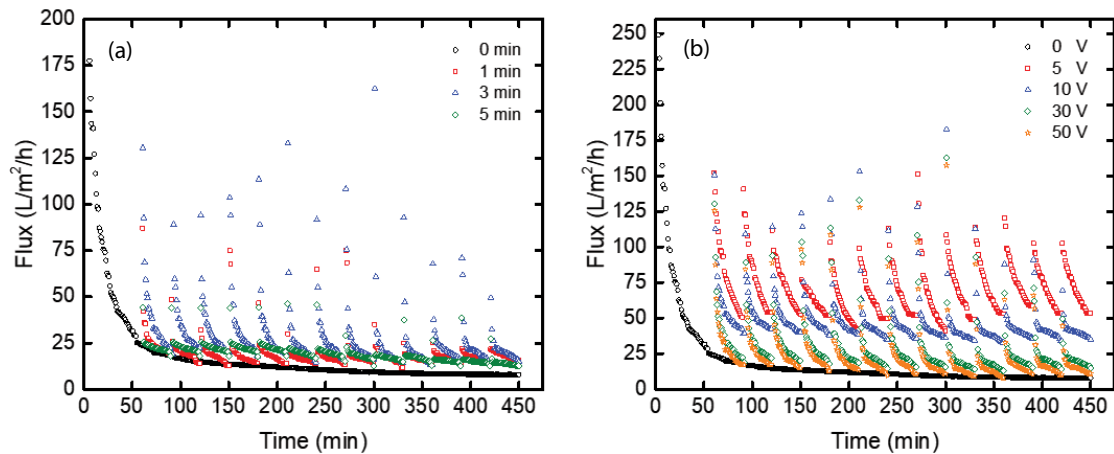 (a)
0 min
1 min
3 min
5 min
Flux (L/m²/h)
200
175
150
125
100
75
50
25
0
0 50 100 150 200 250 300 350 400 450
Time (min)
(b)
0 V
5 V
10 V
30 V
50 V
Flux (L/m²/h)
250
225
200
175
150
125
100
75
50
25
0
0 50 100 150 200 250 300 350 400 450
Time (min)